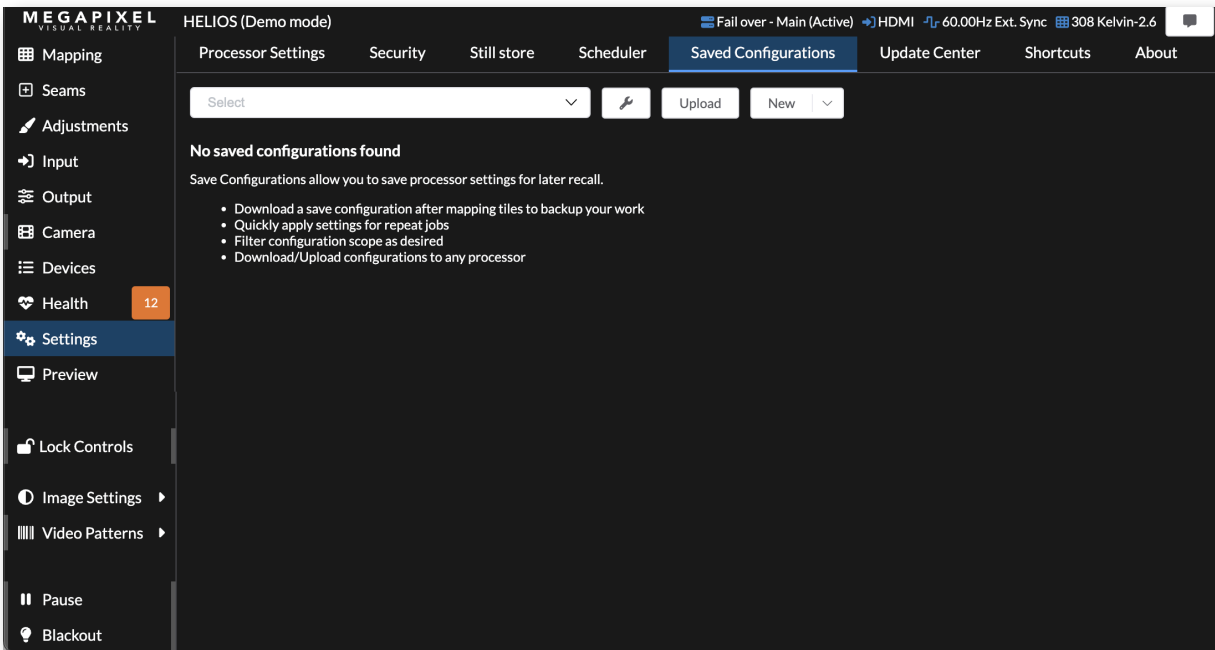 MEGAPIXEL
VISUAL REALITY
HELIOS (Demo mode)
Fail over - Main (Active) HDMI 60.00Hz Ext. Sync 308 Kelvin-2.6
Mapping
Seams
Adjustments
Input
Output
Camera
Devices
Health 12
Settings
Preview
Lock Controls
Image Settings
Video Patterns
Pause
Blackout
Processor Settings Security Still store Scheduler Saved Configurations Update Center Shortcuts About
Select Upload New
No saved configurations found
Save Configurations allow you to save processor settings for later recall.
• Download a save configuration after mapping tiles to backup your work
• Quickly apply settings for repeat jobs
• Filter configuration scope as desired
• Download/Upload configurations to any processor